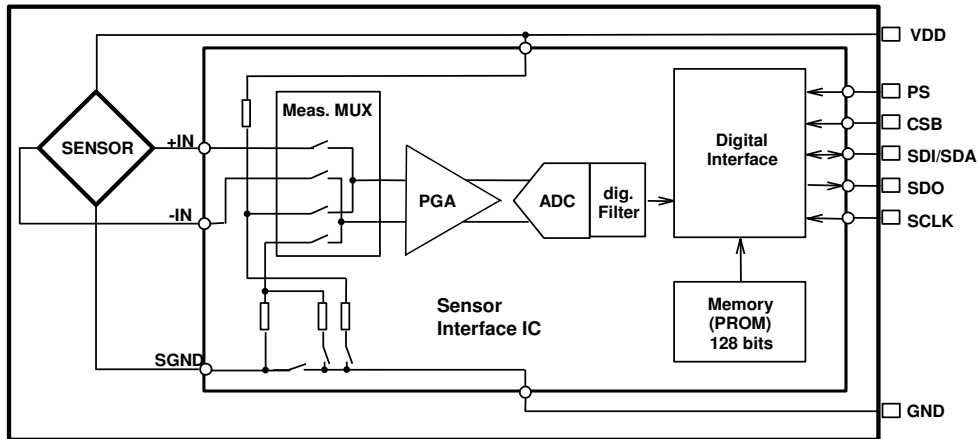 VDD
PS
CSB
SDI/SDA
SDO
SCLK
GND
SENSOR
+IN
-IN
SGND
Meas. MUX
PGA
ADC
dig.
Filter
Digital
Interface
Memory
(PROM)
128 bits
Sensor
Interface IC